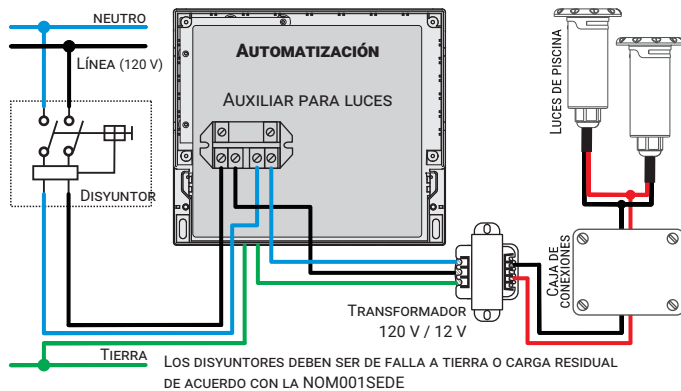 NEUTRO
LÍNEA (120 V)
AUTOMATIZACIÓN
AUXILIAR PARA LUCES
DISYUNTOR
LUCES DE PISCINA
CAJA DE
CONEXIONES
TRANSFORMADOR
120 V / 12 V
TIERRA
LOS DISYUNTORES DEBEN SER DE FALLA A TIERRA O CARGA RESIDUAL
DE ACUERDO CON LA NOM001SEDE